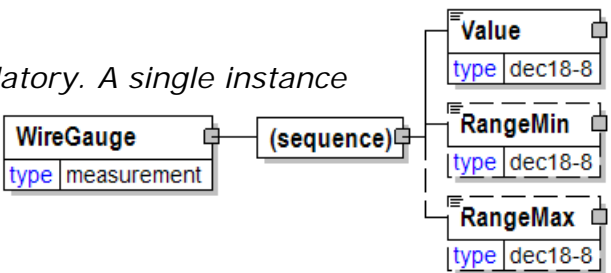 Value
type dec18-8
latory. A single instance
RangeMin
type dec18-8
WireGauge
type measurement
(sequence)
RangeMax
type dec18-8